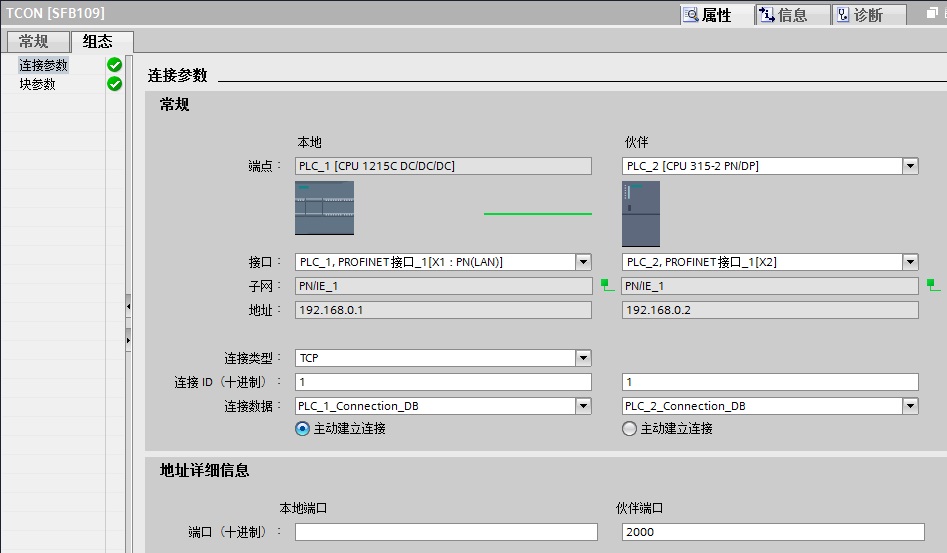 TCON [SFB109]
属性
信息
诊断
常规
组态
连接参数
块参数
连接参数
常规
本地
伙伴
端点：
PLC_1 [CPU 1215C DC/DC/DC]
PLC_2 [CPU 315-2 PN/DP]
接口：
PLC_1, PROFINET接口_1[X1 : PN(LAN)]
PLC_2, PROFINET接口_1[X2]
子网：
PN/IE_1
PN/IE_1
地址：
192.168.0.1
192.168.0.2
连接类型：
TCP
连接 ID（十进制）：
1
1
连接数据：
PLC_1_Connection_DB
PLC_2_Connection_DB
主动建立连接
主动建立连接
地址详细信息
本地端口
伙伴端口
端口（十进制）：
2000